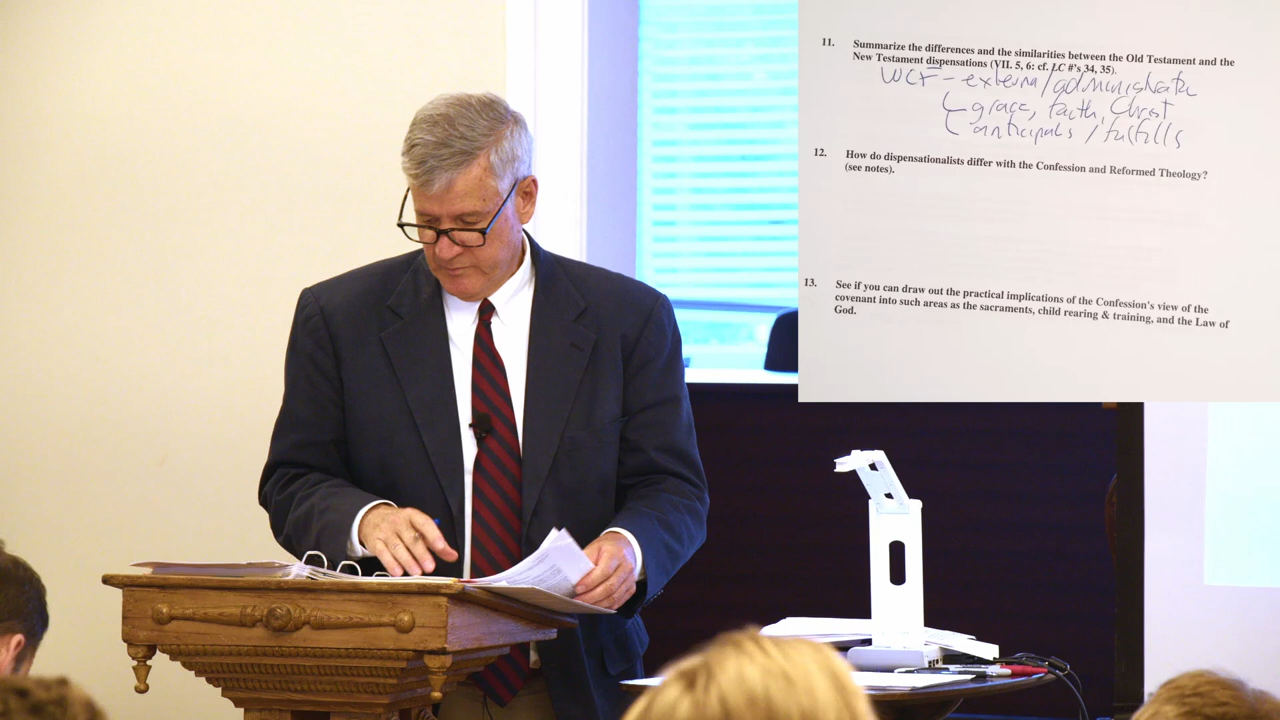 11. Summarize the differences and the similarities between the Old Testament and the
New Testament dispensations (VII. 5, 6: cf. LC #'s 34, 35).
WCF - external/administrate
grace, faith, Christ
anticipates / fulfills
12. How do dispensationalists differ with the Confession and Reformed Theology?
(see notes).
13. See if you can draw out the practical implications of the Confession's view of the
covenant into such areas as the sacraments, child rearing & training, and the Law of
God.